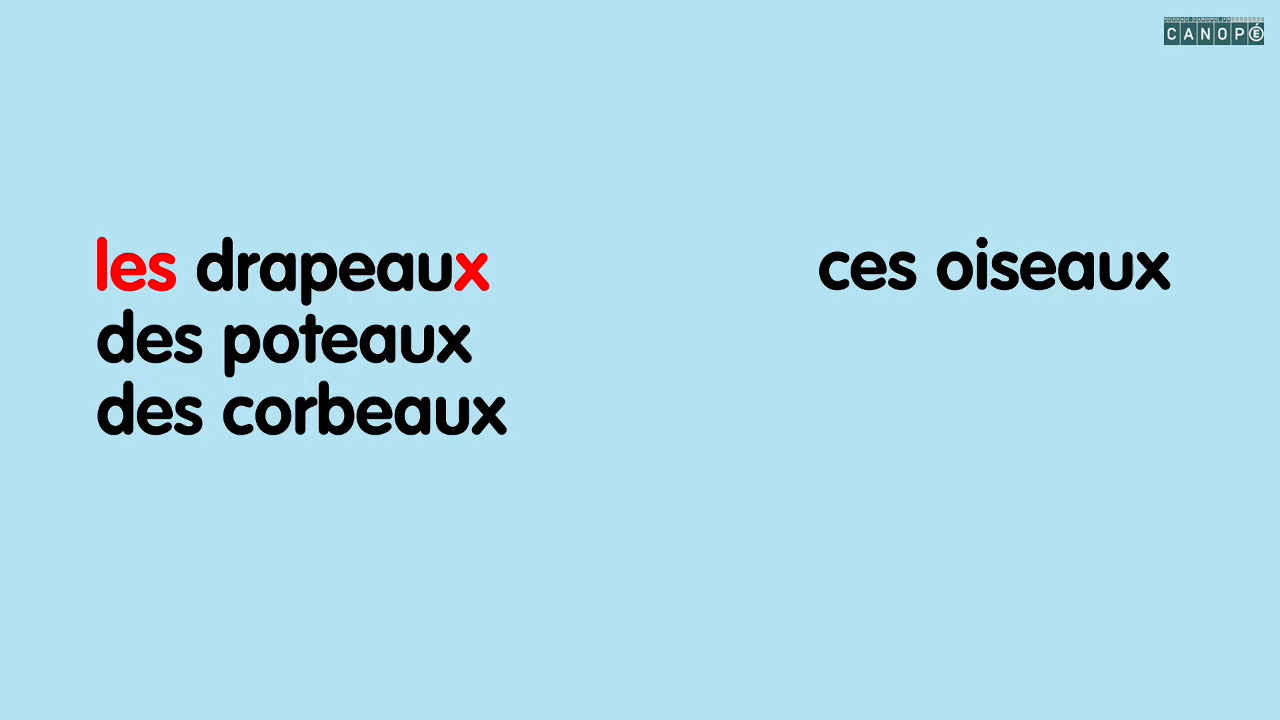 CANOPÉ
les drapeaux
des poteaux
des corbeaux
ces oiseaux